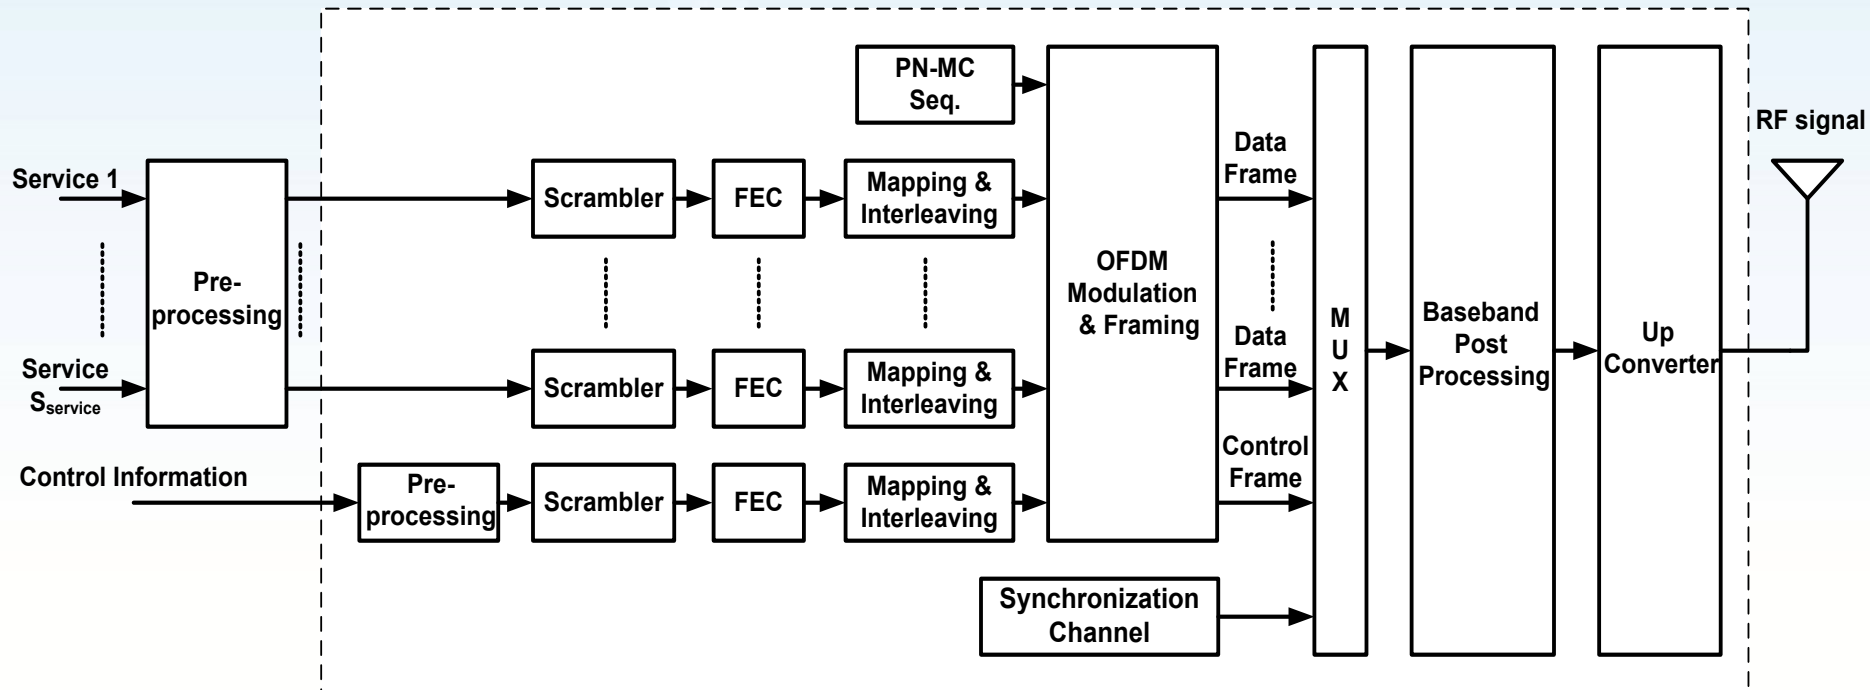 PN-MC
Seq.
RF signal
Data
Frame
Service 1
Scrambler
FEC
Mapping &
Interleaving
Pre-
processing
OFDM
Modulation
& Framing
M
U
X
Baseband
Post
Processing
Up
Converter
Data
Frame
Service
Sservice
Scrambler
FEC
Mapping &
Interleaving
Control
Frame
Control Information
Pre-
processing
Scrambler
FEC
Mapping &
Interleaving
Synchronization
Channel